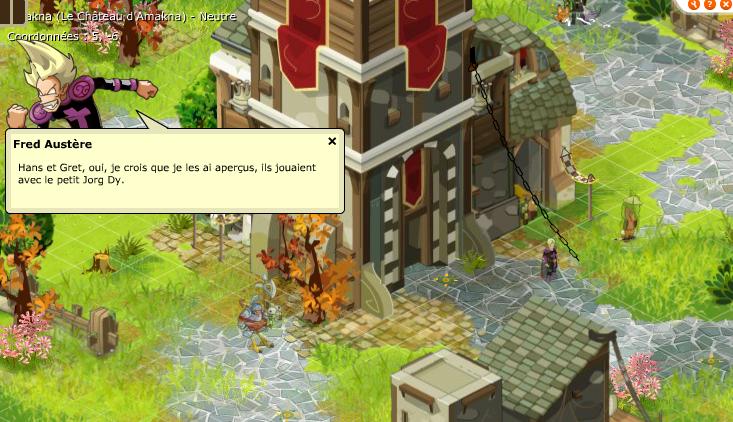 akna (Le Château d'Amakna) - Neutre
Coordonnées : 5, -6
Fred Austère
Hans et Gret, oui, je crois que je les ai aperçus, ils jouaient
avec le petit Jorg Dy.